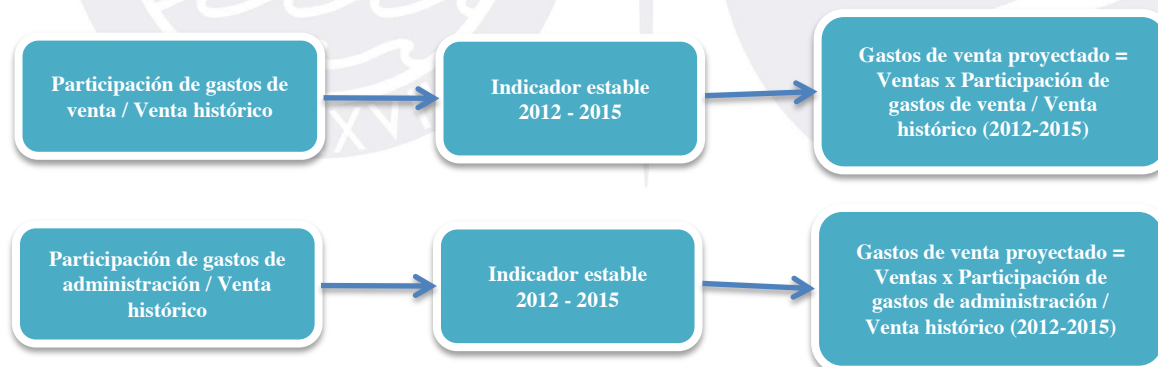 Participación de gastos de
venta / Venta histórico
Indicador estable
2012 - 2015
Gastos de venta proyectado =
Ventas x Participación de
gastos de venta / Venta
histórico (2012-2015)
Participación de gastos de
administración / Venta
histórico
Indicador estable
2012 - 2015
Gastos de venta proyectado =
Ventas x Participación de
gastos de administración /
Venta histórico (2012-2015)